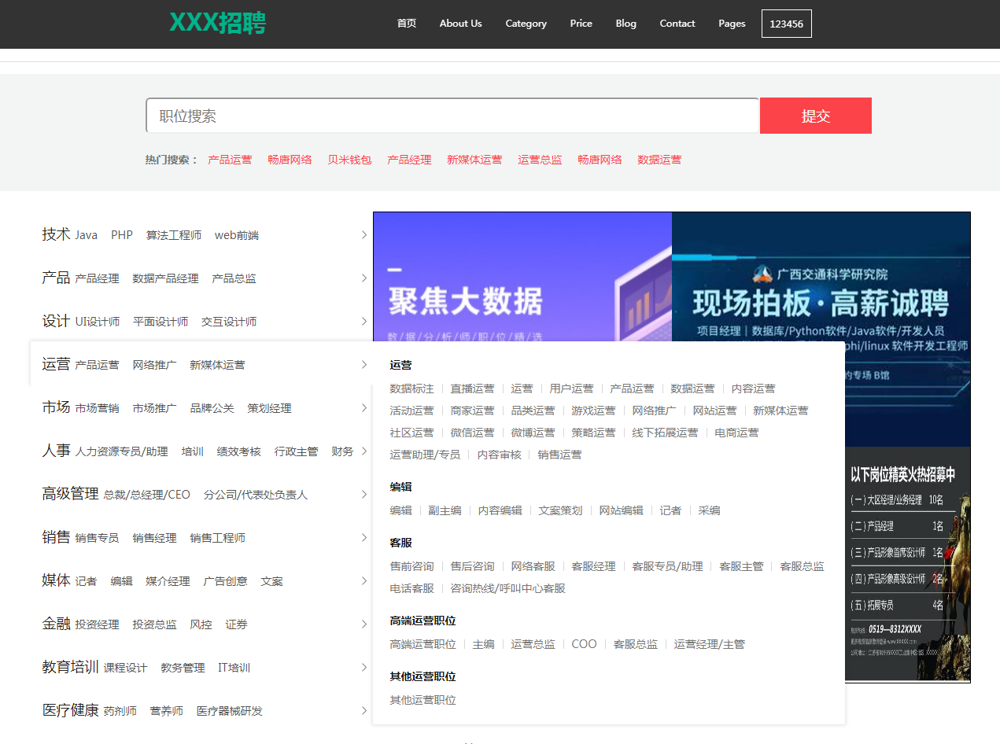 XXX招聘
首页 About Us Category Price Blog Contact Pages 123456
职位搜索 提交
热门搜索： 产品运营 畅唐网络 贝米钱包 产品经理 新媒体运营 运营总监 畅唐网络 数据运营
技术 Java PHP 算法工程师 web前端
产品 产品经理 数据产品经理 产品总监
设计 UI设计师 平面设计师 交互设计师
运营 产品运营 网络推广 新媒体运营
市场 市场营销 市场推广 品牌公关 策划经理
人事 人力资源专员/助理 培训 绩效考核 行政主管 财务
高级管理 总裁/总经理/CEO 分公司/代表处负责人
销售 销售专员 销售经理 销售工程师
媒体 记者 编辑 媒介经理 广告创意 文案
金融 投资经理 投资总监 风控 证券
教育培训 课程设计 教务管理 IT培训
医疗健康 药剂师 营养师 医疗器械研发
聚焦大数据
数/据/分/析/师/职/位/精/选
广西交通科学研究院
现场拍板·高薪诚聘
项目经理｜数据库/Python软件/Java软件/开发人员
phi/linux 软件开发工程师
约专场 B馆
运营
数据标注 直播运营 运营 用户运营 产品运营 数据运营 内容运营
活动运营 商家运营 品类运营 游戏运营 网络推广 网站运营 新媒体运营
社区运营 微信运营 微博运营 策略运营 线下拓展运营 电商运营
运营助理/专员 内容审核 销售运营
编辑
编辑 副主编 内容编辑 文案策划 网站编辑 记者 采编
客服
售前咨询 售后咨询 网络客服 客服经理 客服专员/助理 客服主管 客服总监
电话客服 咨询热线/呼叫中心客服
高端运营职位
高端运营职位 主编 运营总监 COO 客服总监 运营经理/主管
其他运营职位
其他运营职位
以下岗位精英火热招募中
(一)大区经理/业务经理 10名
(二)产品经理 1名
(三)产品形象首席设计师 1名
(四)产品形象高级设计师 2名
(五)拓展专员 4名
0519—8312XXXX